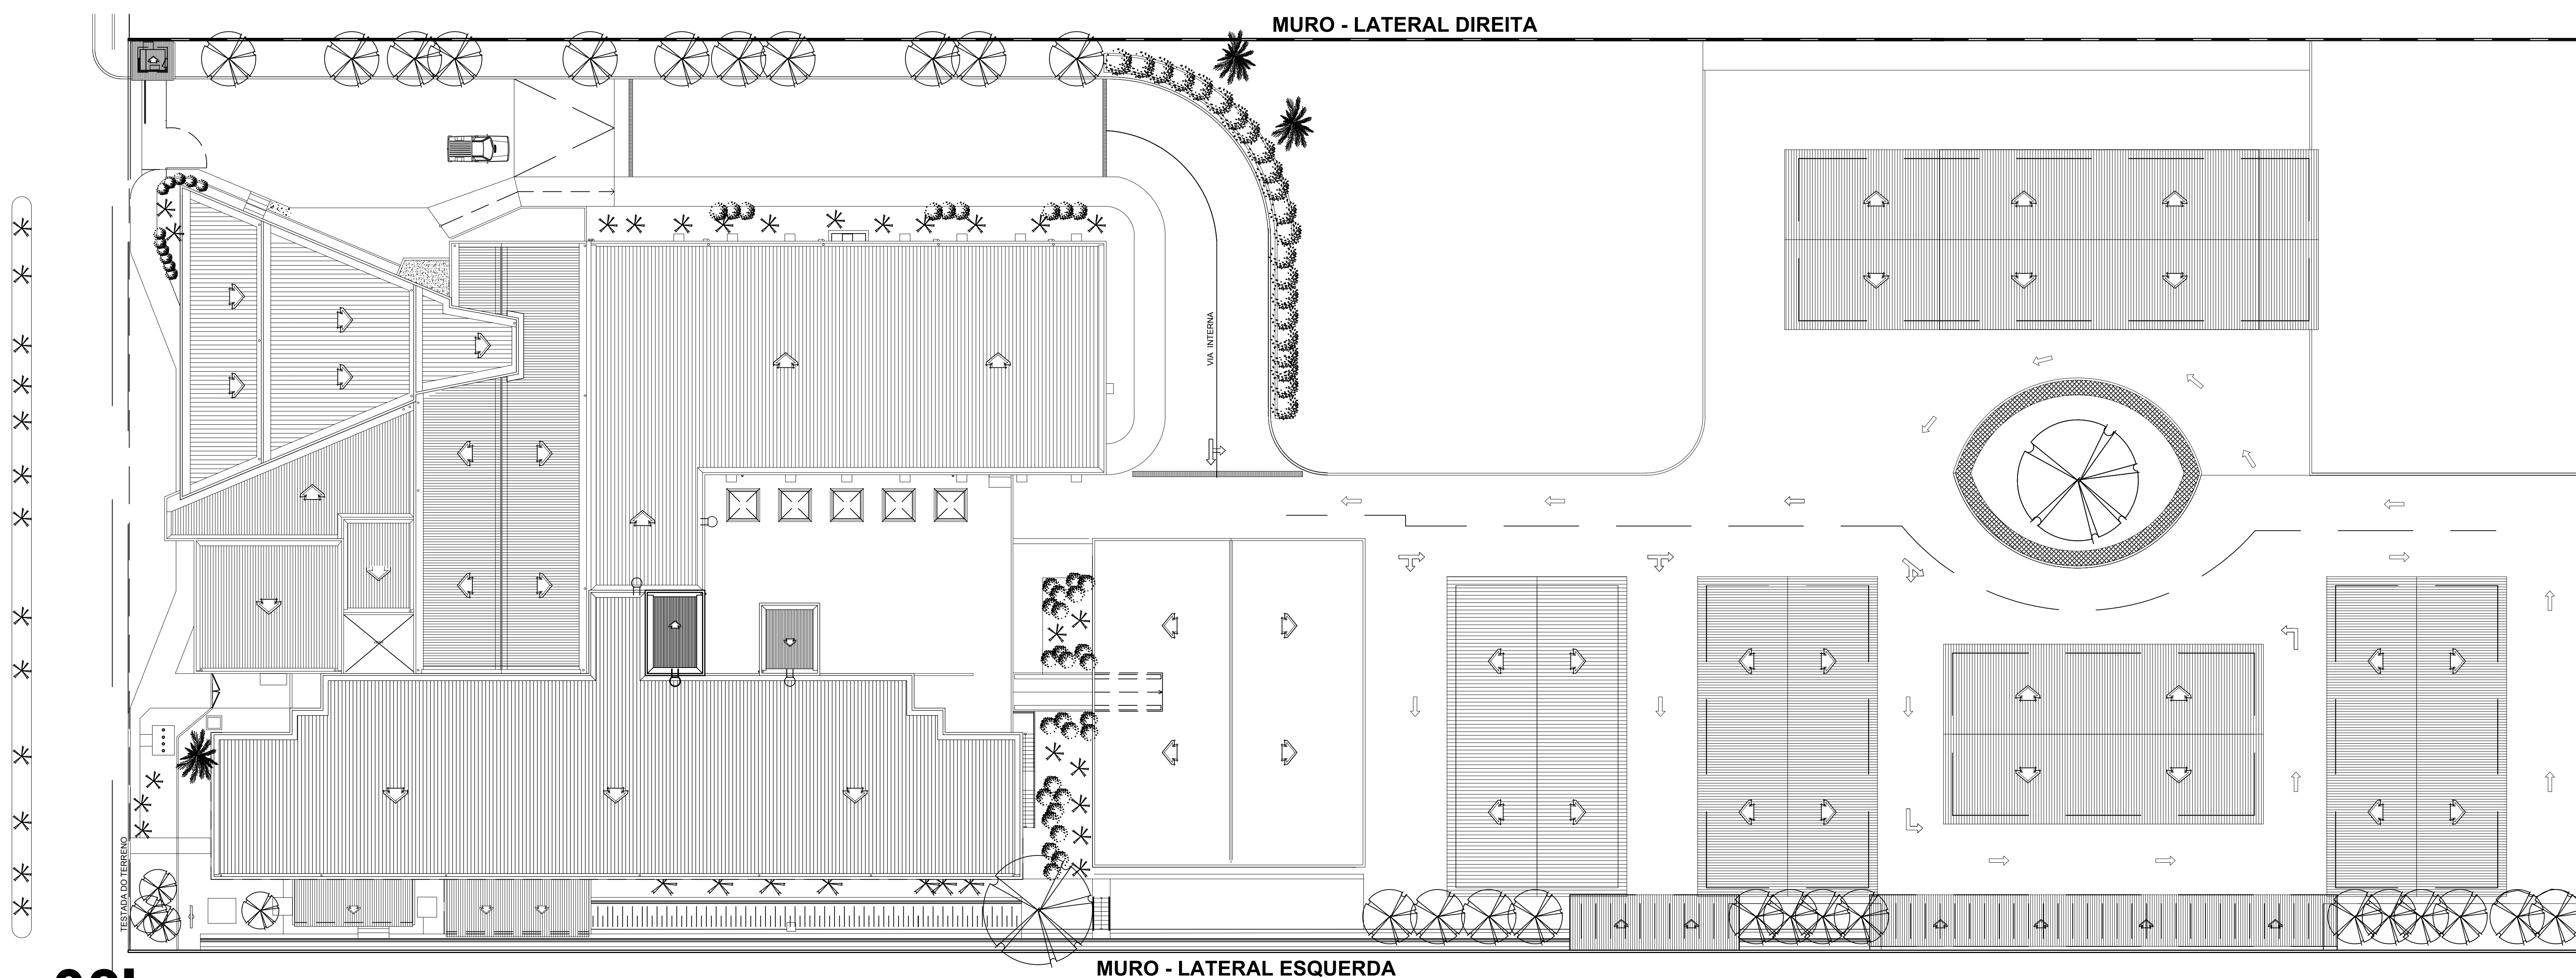 MURO - LATERAL DIREITA
VIA INTERNA
TESTADA DO TERRENO
MURO - LATERAL ESQUERDA